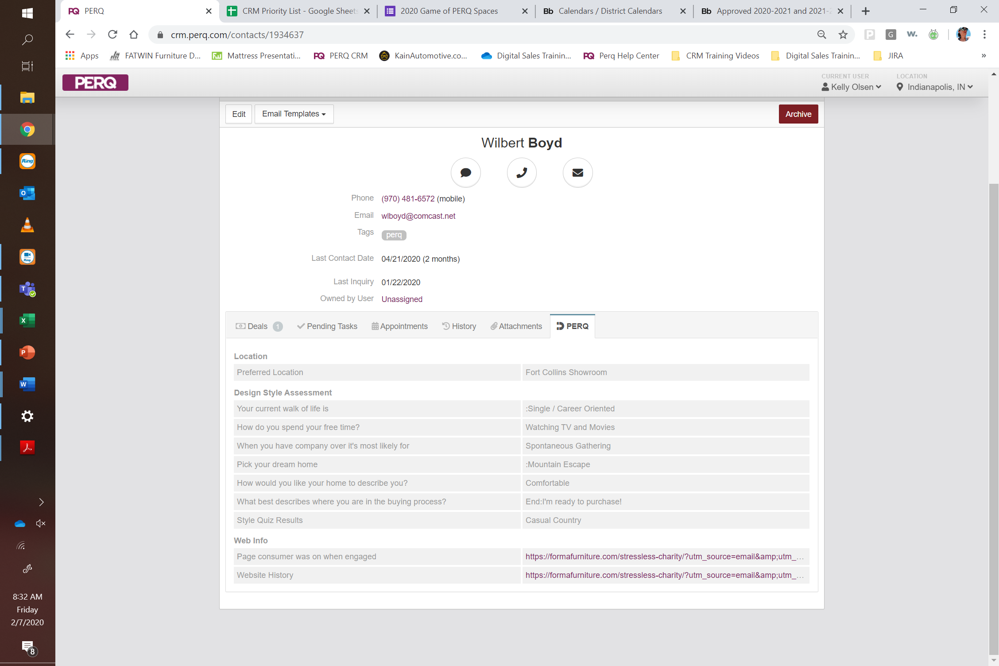 PERQ
CRM Priority List - Google Sheets
2020 Game of PERQ Spaces
Bb Calendars / District Calendars
Bb Approved 2020-2021 and 2021-2
crm.perq.com/contacts/1934637
Apps
FATWIN Furniture D...
Mattress Presentati...
PQ PERQ CRM
KainAutomotive.co...
Digital Sales Trainin...
PQ Perq Help Center
CRM Training Videos
Digital Sales Trainin...
JIRA
»
PERQ
CURRENT USER
Kelly Olsen
LOCATION
Indianapolis, IN
Edit
Email Templates
Archive
Wilbert Boyd
Phone (970) 481-6572 (mobile)
Email wlboyd@comcast.net
Tags perq
Last Contact Date 04/21/2020 (2 months)
Last Inquiry 01/22/2020
Owned by User Unassigned
Deals 1 Pending Tasks Appointments History Attachments PERQ
Location
Preferred Location Fort Collins Showroom
Design Style Assessment
Your current walk of life is :Single / Career Oriented
How do you spend your free time? Watching TV and Movies
When you have company over it's most likely for Spontaneous Gathering
Pick your dream home :Mountain Escape
How would you like your home to describe you? Comfortable
What best describes where you are in the buying process? End:I'm ready to purchase!
Style Quiz Results Casual Country
Web Info
Page consumer was on when engaged https://formafurniture.com/stressless-charity/?utm_source=email&amp;utm_...
Website History https://formafurniture.com/stressless-charity/?utm_source=email&amp;utm_...
Ring
Ring
8:32 AM
Friday
2/7/2020
8